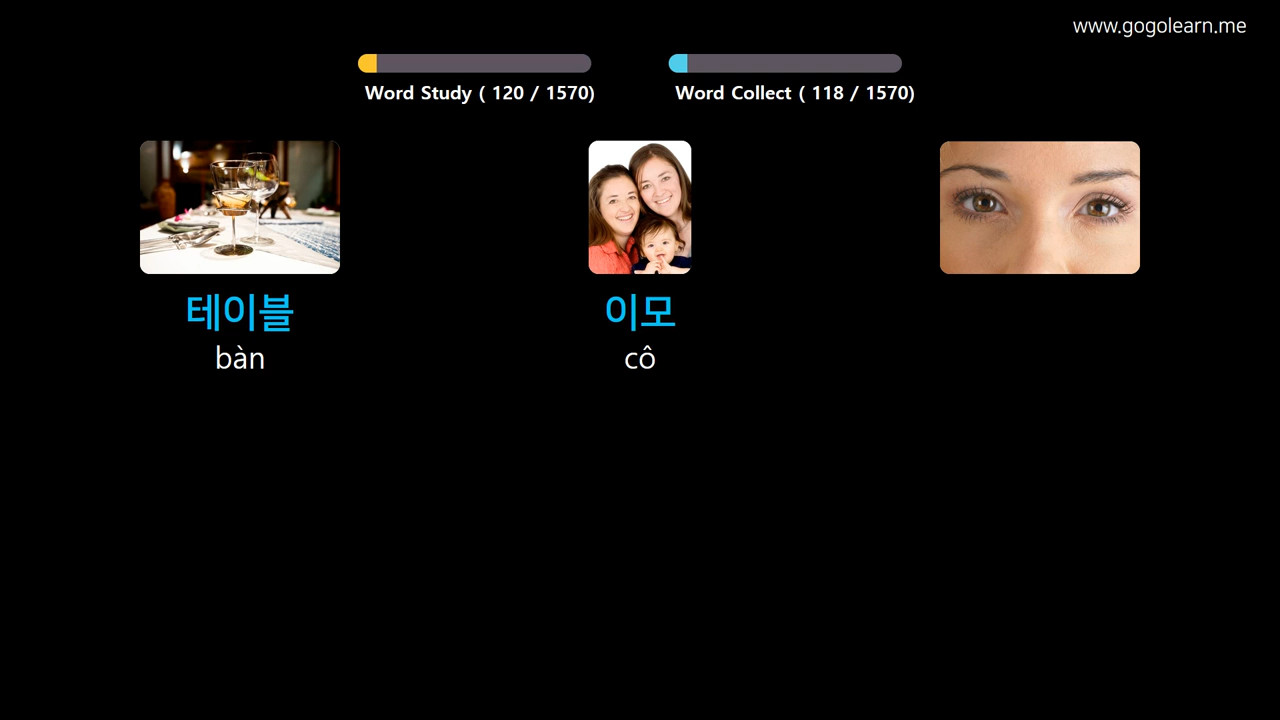 www.gogolearn.me
Word Study ( 120 / 1570)
Word Collect ( 118 / 1570)
테이블
bàn
이모
cô